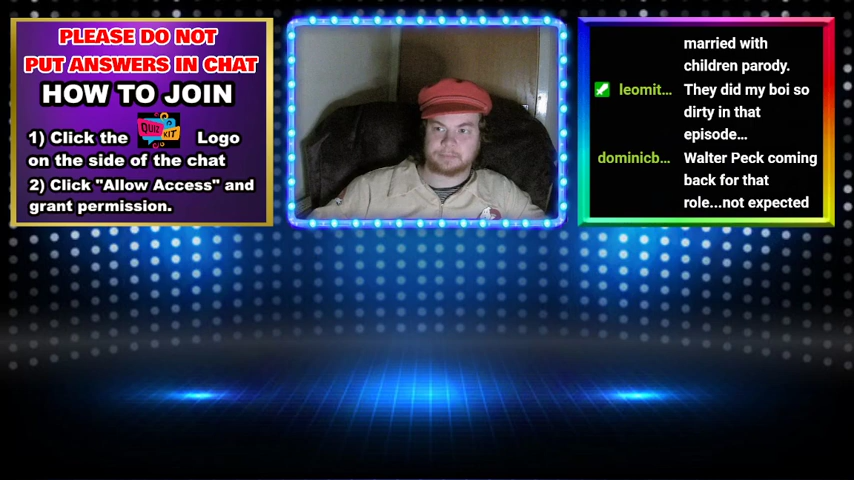 PLEASE DO NOT
PUT ANSWERS IN CHAT
HOW TO JOIN
1) Click the QUIZ KIT Logo
on the side of the chat
2) Click "Allow Access" and
grant permission.
married with
children parody.
leomit... They did my boi so
dirty in that
episode...
dominicb... Walter Peck coming
back for that
role...not expected